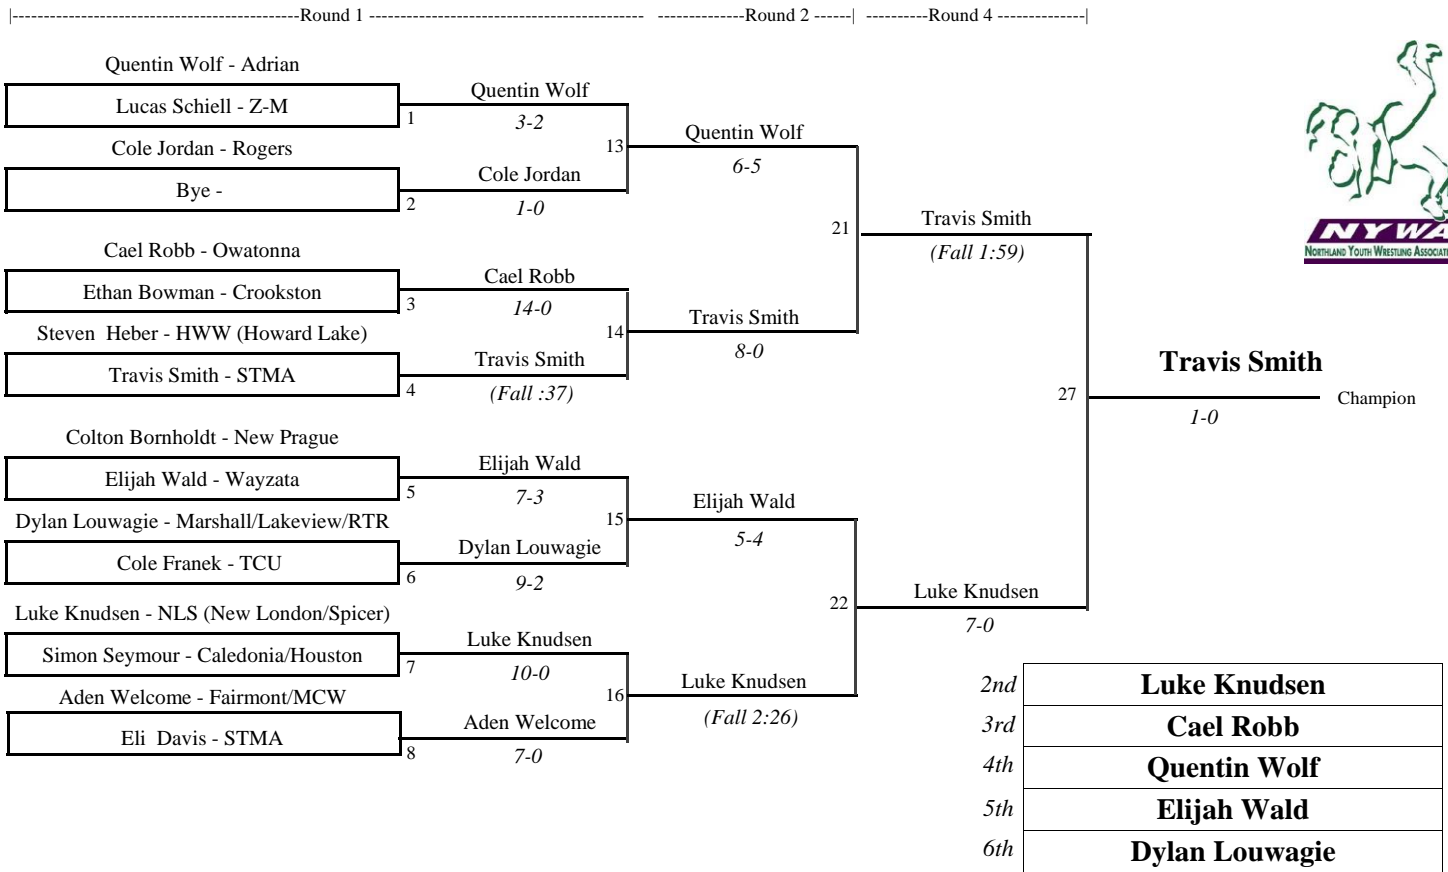 |--------------------------------------------Round 1 ------------------------------------------ --------------Round 2 ------| ----------Round 4 --------------|
Quentin Wolf - Adrian
Lucas Schiell - Z-M
1
Cole Jordan - Rogers
Bye -
2
Cael Robb - Owatonna
Ethan Bowman - Crookston
3
Steven Heber - HWW (Howard Lake)
Travis Smith - STMA
4
Colton Bornholdt - New Prague
Elijah Wald - Wayzata
5
Dylan Louwagie - Marshall/Lakeview/RTR
Cole Franek - TCU
6
Luke Knudsen - NLS (New London/Spicer)
Simon Seymour - Caledonia/Houston
7
Aden Welcome - Fairmont/MCW
Eli Davis - STMA
8
Quentin Wolf
3-2
13
Cole Jordan
1-0
Cael Robb
14-0
14
Travis Smith
(Fall :37)
Elijah Wald
7-3
15
Dylan Louwagie
9-2
Luke Knudsen
10-0
16
Aden Welcome
7-0
Quentin Wolf
6-5
21
Travis Smith
8-0
Elijah Wald
5-4
22
Luke Knudsen
(Fall 2:26)
Travis Smith
(Fall 1:59)
27
Luke Knudsen
7-0
Travis Smith
Champion
1-0
NYWA
NORTHLAND YOUTH WRESTLING
2nd Luke Knudsen
3rd Cael Robb
4th Quentin Wolf
5th Elijah Wald
6th Dylan Louwagie